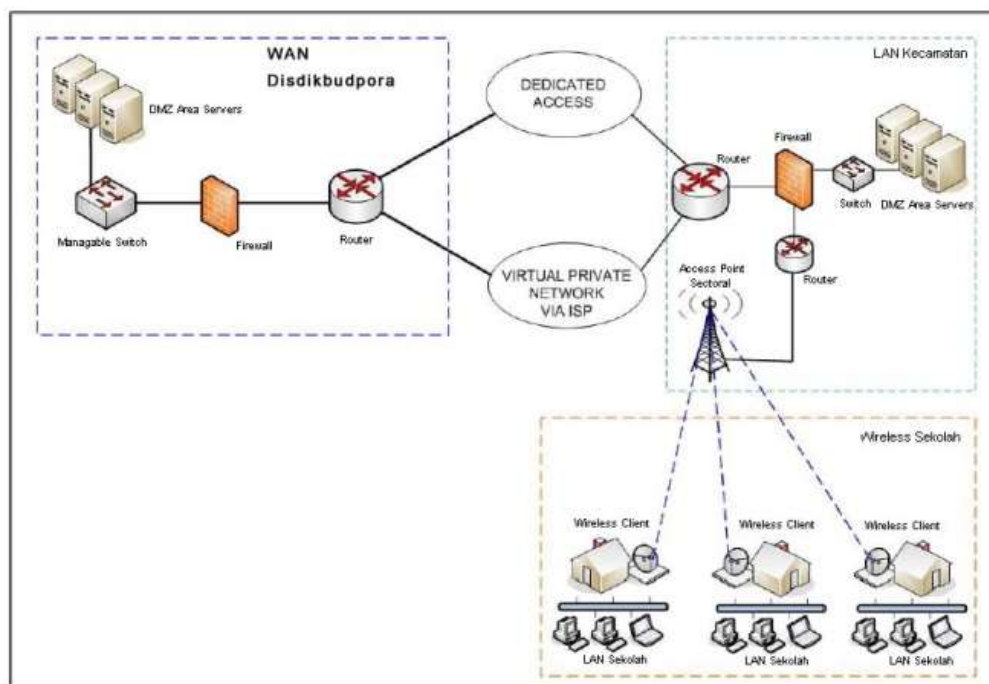 WAN
Disdikbudpora
DMZ Area Servers
Managable Switch
Firewall
Router
DEDICATED
ACCESS
VIRTUAL PRIVATE
NETWORK
VIA ISP
LAN Kecamatan
Router
Firewall
Switch
DMZ Area Servers
Router
Access Point
Sectoral
Wireless Sekolah
Wireless Client
Wireless Client
Wireless Client
LAN Sekolah
LAN Sekolah
LAN Sekolah